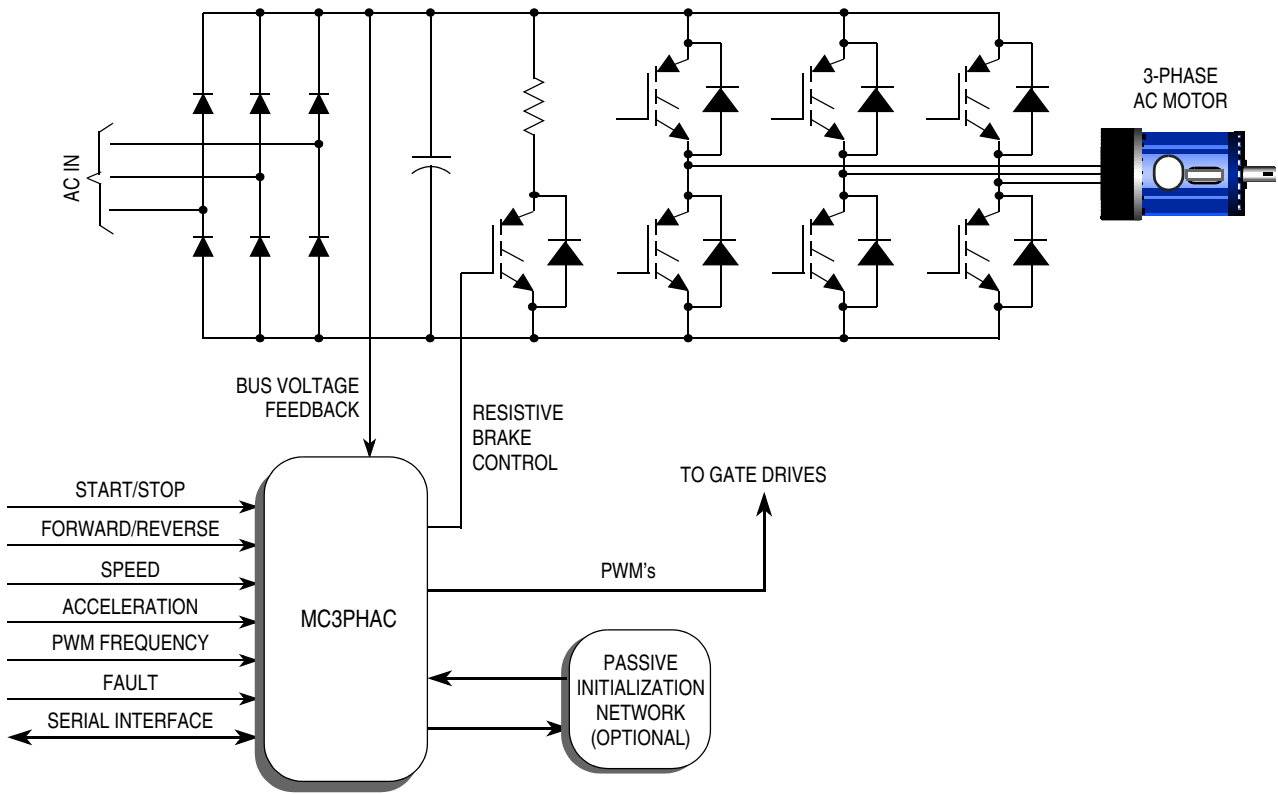 3-PHASE
AC MOTOR
AC IN
BUS VOLTAGE
FEEDBACK
RESISTIVE
BRAKE
CONTROL
TO GATE DRIVES
START/STOP
FORWARD/REVERSE
SPEED
ACCELERATION
PWM FREQUENCY
FAULT
SERIAL INTERFACE
MC3PHAC
PWM's
PASSIVE
INITIALIZATION
NETWORK
(OPTIONAL)